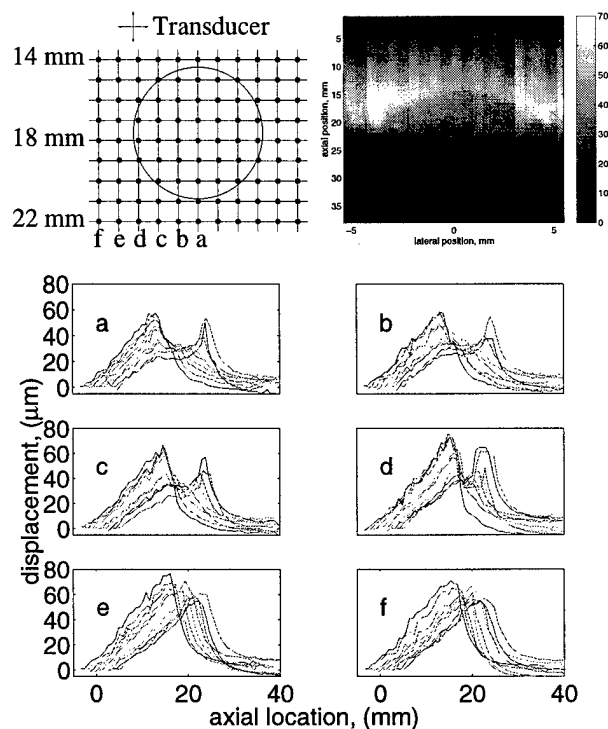 Transducer
14 mm
18 mm
22 mm
f e d c b a
axial position, mm
5
10
15
20
25
30
35
-5 0 5
lateral position, mm
70
60
50
40
30
20
10
0
displacement, (μm)
80
60
40
20
0
a
b
80
60
40
20
0
c
d
80
60
40
20
0
e
f
0 20 40
0 20 40
axial location, (mm)